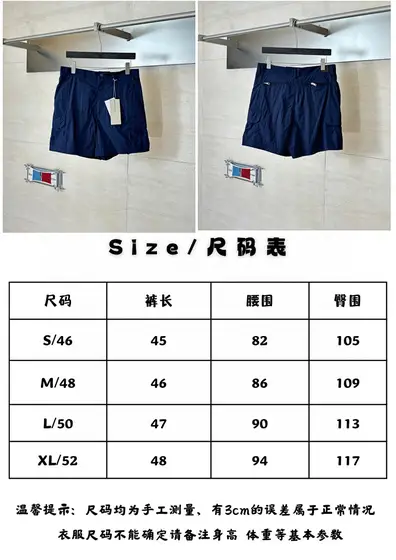 Size/尺码表
尺码 裤长 腰围 臀围
S/46 45 82 105
M/48 46 86 109
L/50 47 90 113
XL/52 48 94 117
温馨提示：尺码均为手工测量、有3cm的误差属于正常情况
衣服尺码不能确定请备注身高 体重等基本参数